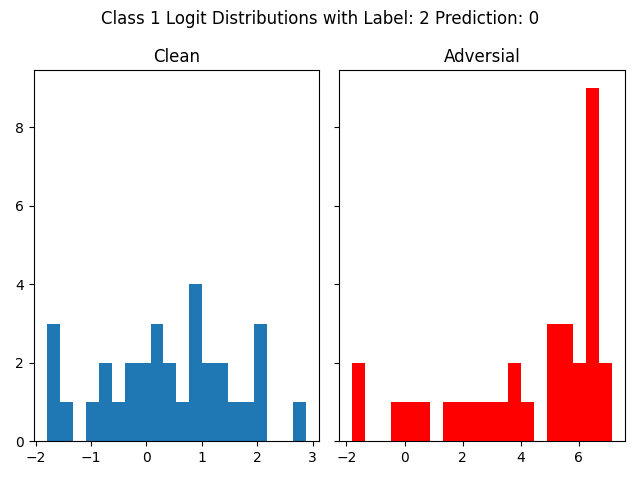 Class 1 Logit Distributions with Label: 2 Prediction: 0
Clean
Adversial
8
6
4
2
0
−2 −1 0 1 2 3
−2 0 2 4 6